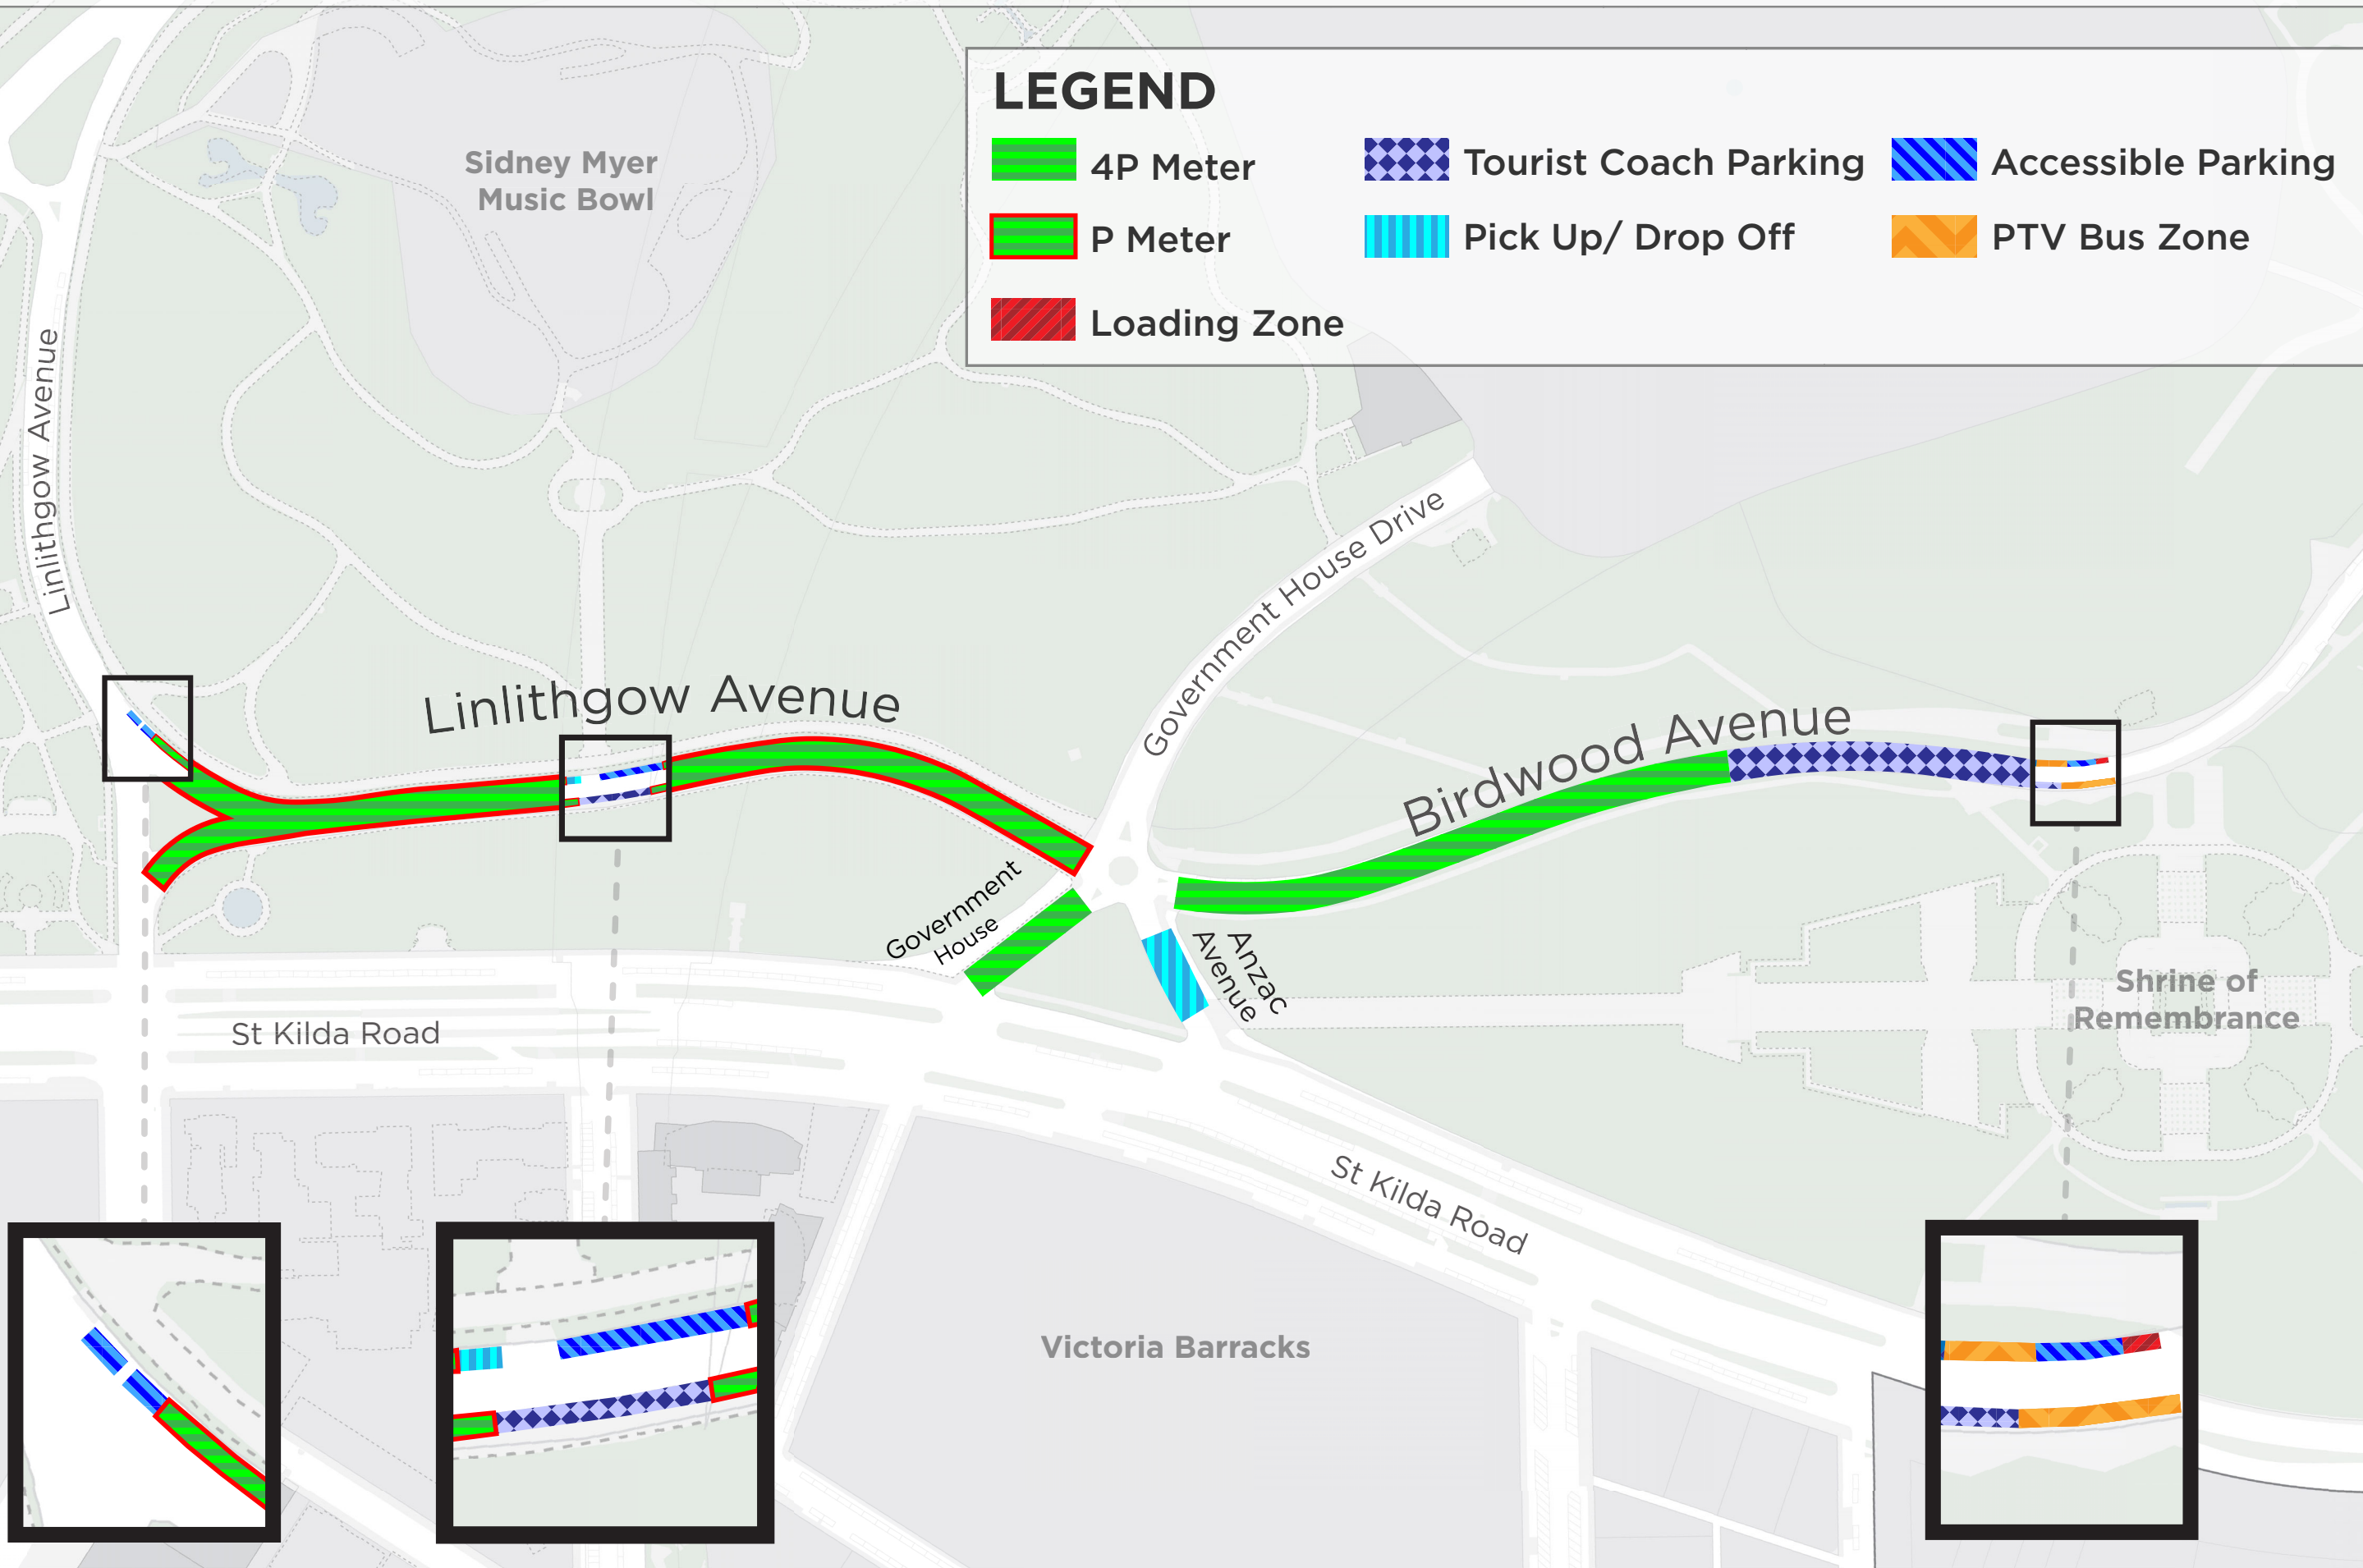 LEGEND
4P Meter
P Meter
Loading Zone
Tourist Coach Parking
Pick Up/ Drop Off
Accessible Parking
PTV Bus Zone
Sidney Myer
Music Bowl
Linlithgow Avenue
Linlithgow Avenue
Government House Drive
Birdwood Avenue
Government
House
Anzac
Avenue
Shrine of
Remembrance
St Kilda Road
St Kilda Road
Victoria Barracks